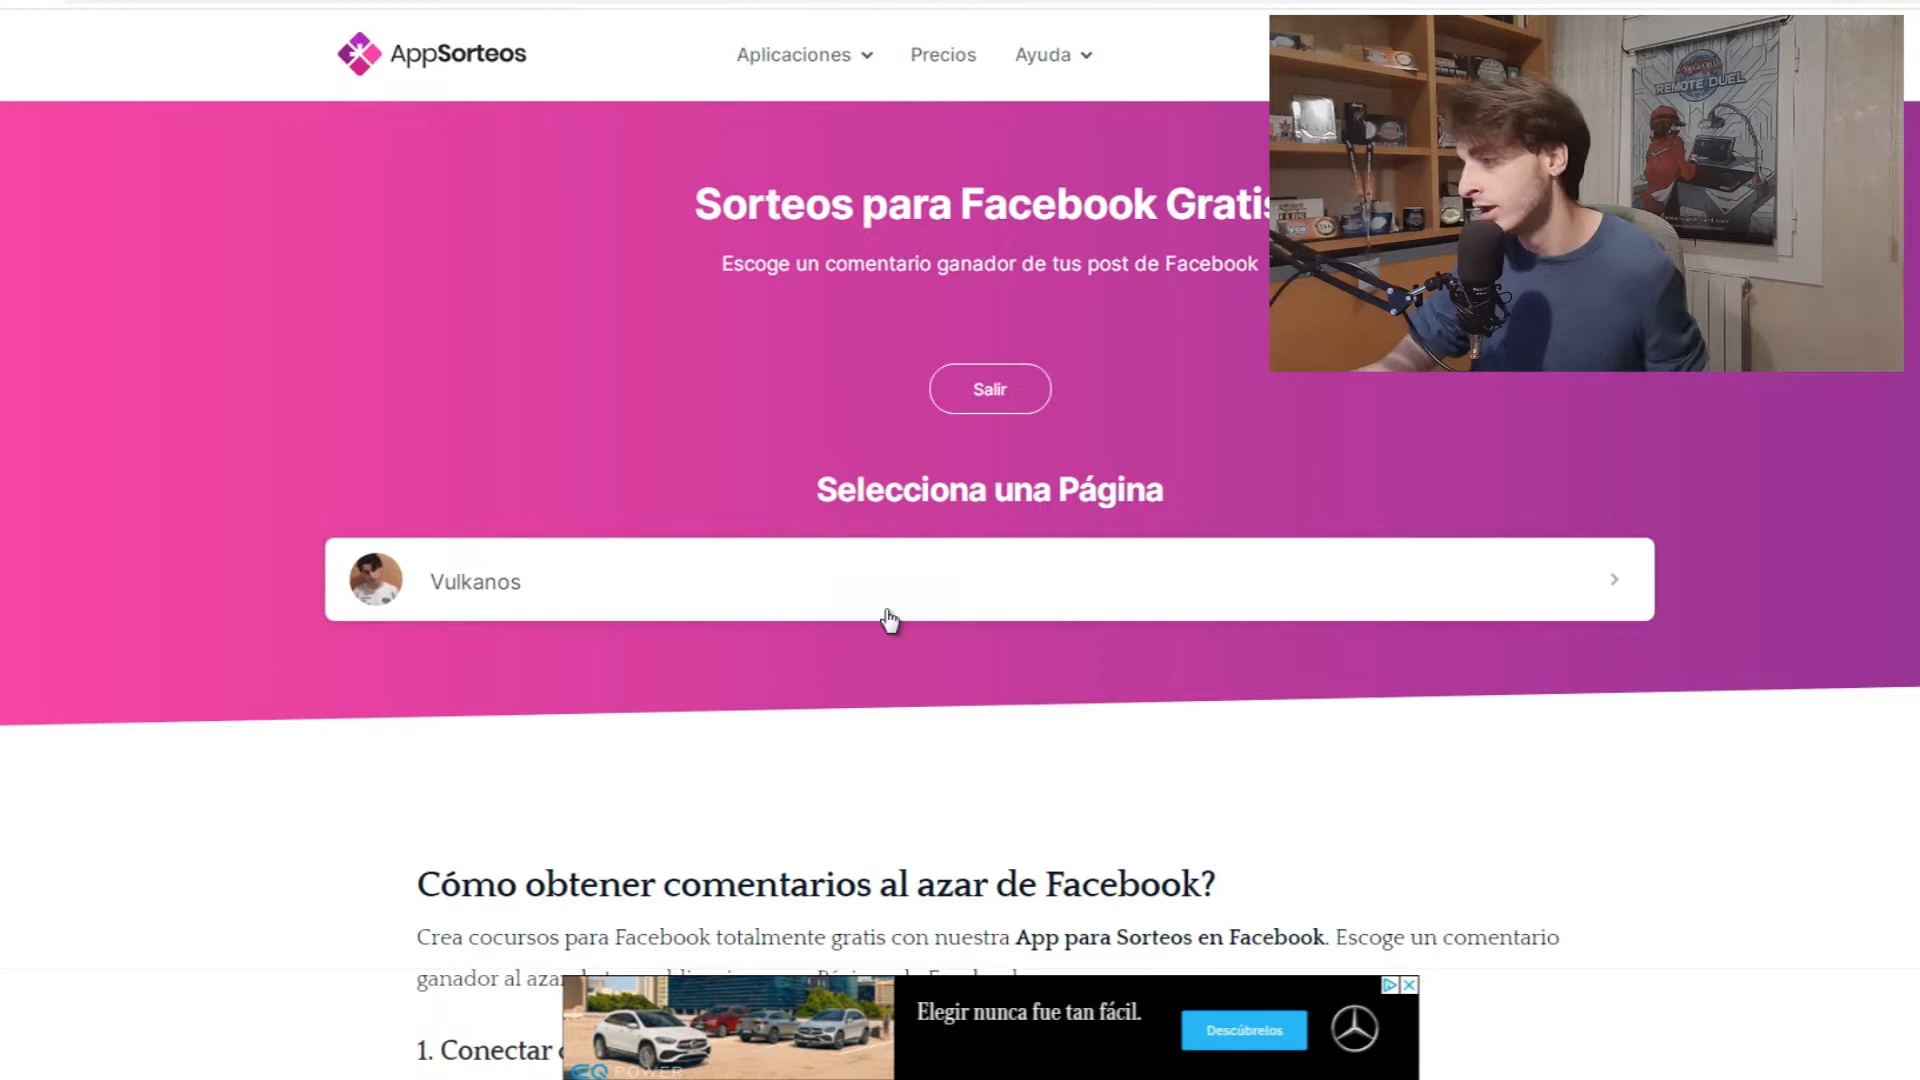 AppSorteos
Aplicaciones
Precios
Ayuda
REMOTE DUEL
Sorteos para Facebook Gratis
Escoge un comentario ganador de tus post de Facebook
Salir
Selecciona una Página
Vulkanos
Cómo obtener comentarios al azar de Facebook?
Crea cocursos para Facebook totalmente gratis con nuestra App para Sorteos en Facebook. Escoge un comentario
ganador al azar
Elegir nunca fue tan fácil.
Descúbrelos
1. Conectar
EQ POWER